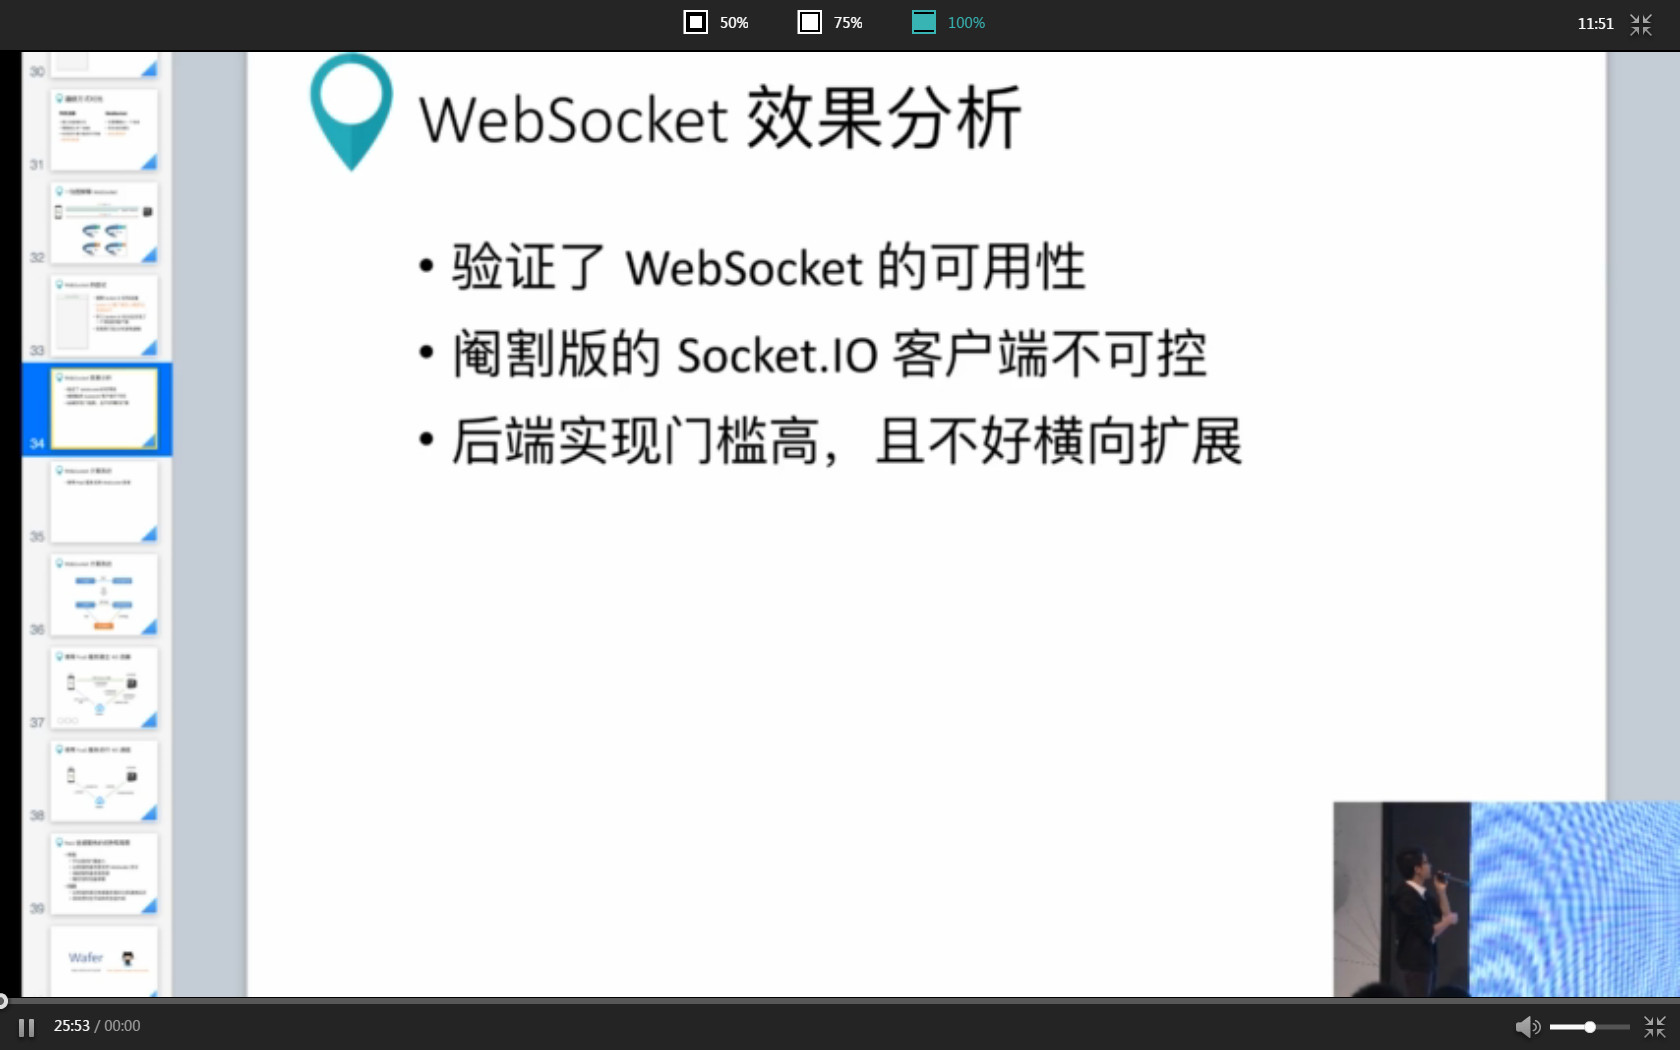 50%
75%
100%
11:51
WebSocket 效果分析
• 验证了 WebSocket 的可用性
• 阉割版的 Socket.IO 客户端不可控
• 后端实现门槛高，且不好横向扩展
30
31
32
33
34
35
36
37
38
39
Wafer
25:53 / 00:00